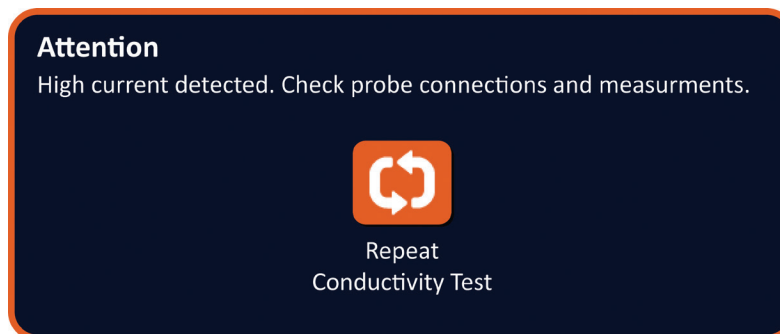 Attention
High current detected. Check probe connections and measurments.
Repeat
Conductivity Test